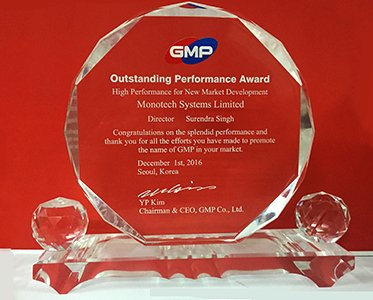 GMP
Outstanding Performance Award
High Performance for New Market Development
Monotech Systems Limited
Director Surendra Singh
Congratulations on the splendid performance and
thank you for all the efforts you have made to promote
the name of GMP in your market.
December 1st, 2016
Seoul, Korea
YP Kim
Chairman & CEO, GMP Co., Ltd.